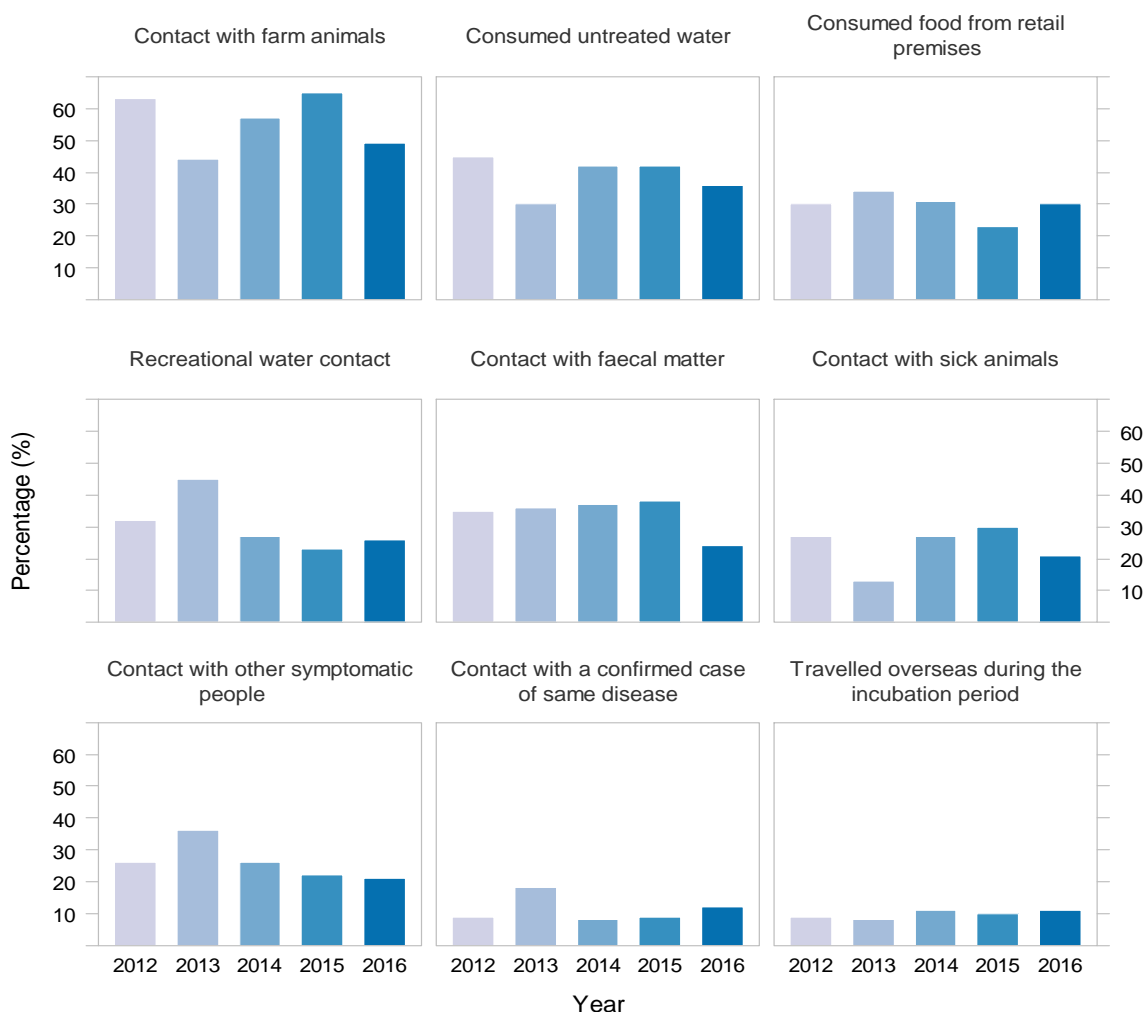 Contact with farm animals
Consumed untreated water
Consumed food from retail
premises
60
50
40
30
20
10
Recreational water contact
Contact with faecal matter
Contact with sick animals
60
50
40
30
20
10
Percentage (%)
Contact with other symptomatic
people
Contact with a confirmed case
of same disease
Travelled overseas during the
incubation period
60
50
40
30
20
10
2012 2013 2014 2015 2016
2012 2013 2014 2015 2016
2012 2013 2014 2015 2016
Year